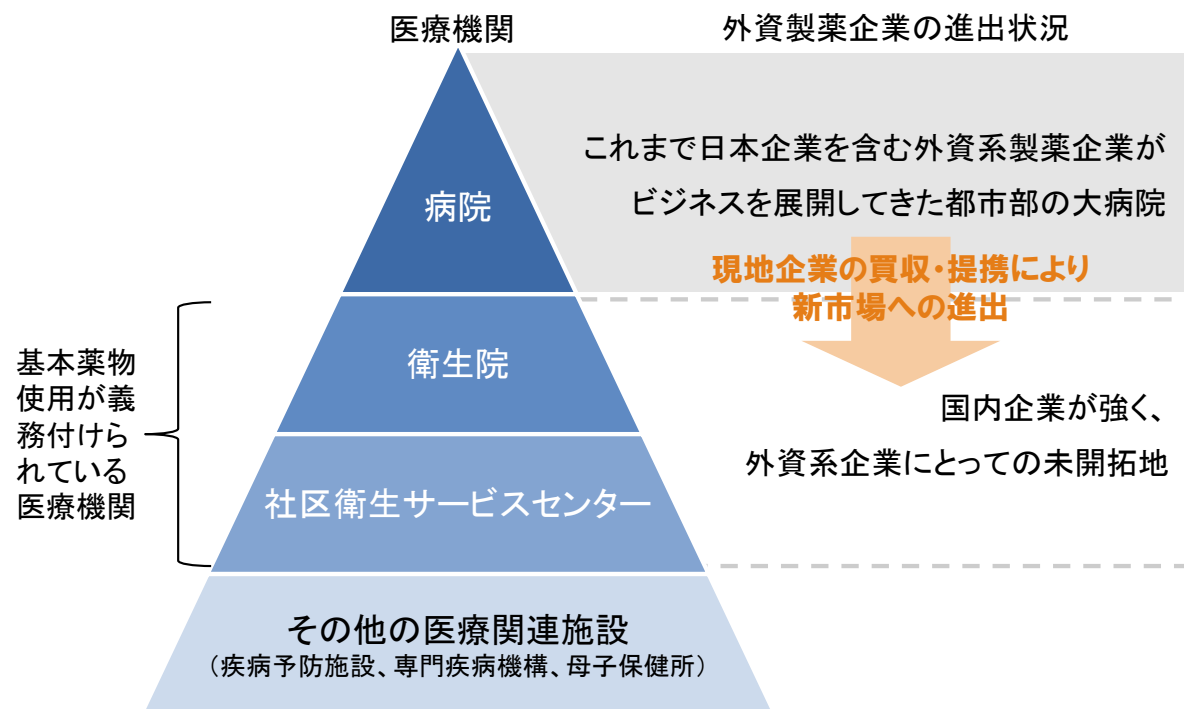 医療機関
外資製薬企業の進出状況
これまで日本企業を含む外資系製薬企業が
ビジネスを展開してきた都市部の大病院
病院
現地企業の買収・提携により
新市場への進出
基本薬物
使用が義
務付けら
れている
医療機関
衛生院
国内企業が強く、
外資系企業にとっての未開拓地
社区衛生サービスセンター
その他の医療関連施設
（疾病予防施設、専門疾病機構、母子保健所）